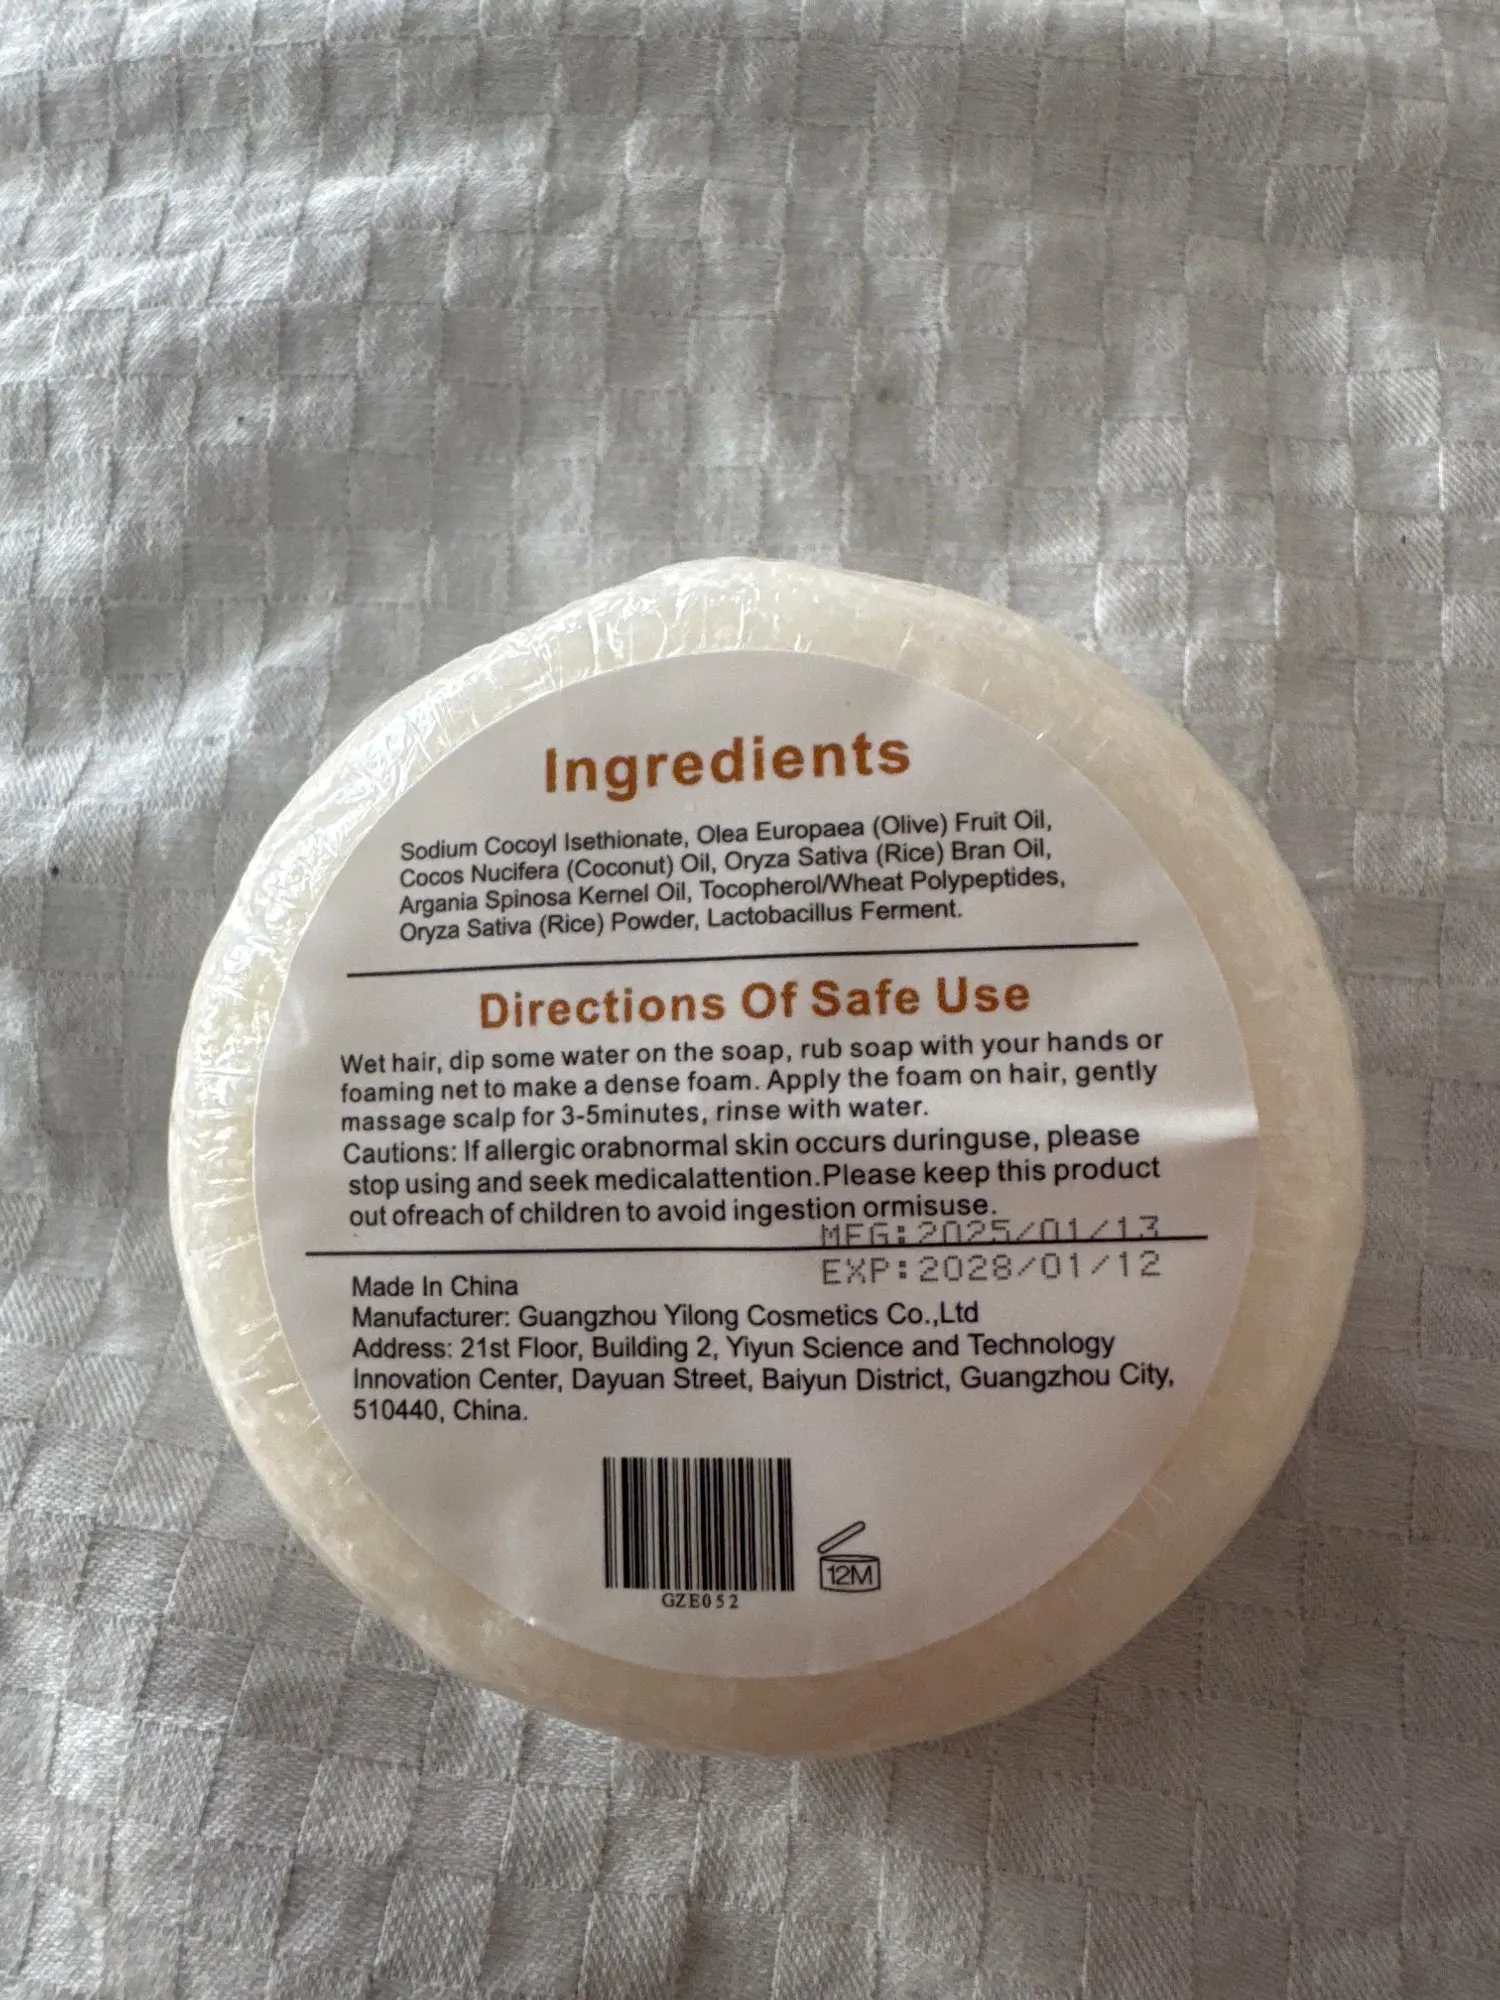 Ingredients
Sodium Cocoyl Isethionate, Olea Europaea (Olive) Fruit Oil,
Cocos Nucifera (Coconut) Oil, Oryza Sativa (Rice) Bran Oil,
Argania Spinosa Kernel Oil, Tocopherol/Wheat Polypeptides,
Oryza Sativa (Rice) Powder, Lactobacillus Ferment.
Directions Of Safe Use
Wet hair, dip some water on the soap, rub soap with your hands or
foaming net to make a dense foam. Apply the foam on hair, gently
massage scalp for 3-5minutes, rinse with water.
Cautions: If allergic orabnormal skin occurs duringuse, please
stop using and seek medicalattention.Please keep this product
out ofreach of children to avoid ingestion ormisuse.
MFG:2025/01/13
EXP:2028/01/12
Made In China
Manufacturer: Guangzhou Yilong Cosmetics Co.,Ltd
Address: 21st Floor, Building 2, Yiyun Science and Technology
Innovation Center, Dayuan Street, Baiyun District, Guangzhou City,
510440, China.
GZE052
12M